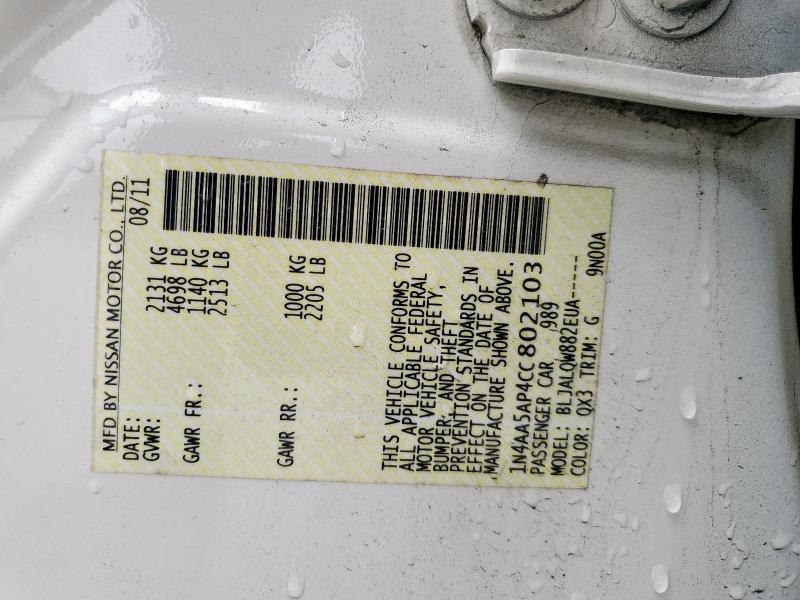 MFD BY NISSAN MOTOR CO., LTD.
DATE: 08/11
GVWR: 2131 KG
4698 LB
GAWR FR.: 1140 KG
2513 LB
GAWR RR.: 1000 KG
2205 LB
THIS VEHICLE CONFORMS TO
ALL APPLICABLE FEDERAL
MOTOR VEHICLE SAFETY,
BUMPER, AND THEFT
PREVENTION STANDARDS IN
EFFECT ON THE DATE OF
MANUFACTURE SHOWN ABOVE.
1N4AA5AP4CC802103
PASSENGER CAR 989
MODEL: BLJALQW882EUA-----
COLOR: QX3 TRIM: G 9N00A